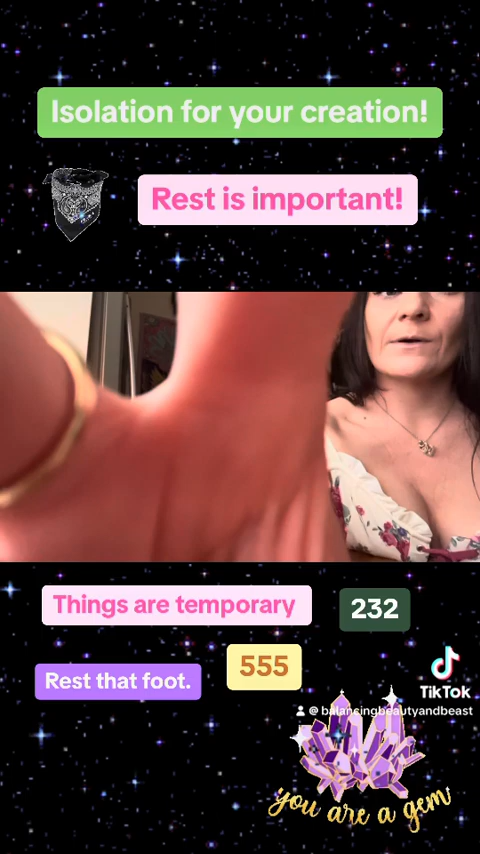 Isolation for your creation!
Rest is important!
Things are temporary
232
555
Rest that foot.
TikTok
@balancingbeautyandbeast
you are a gem